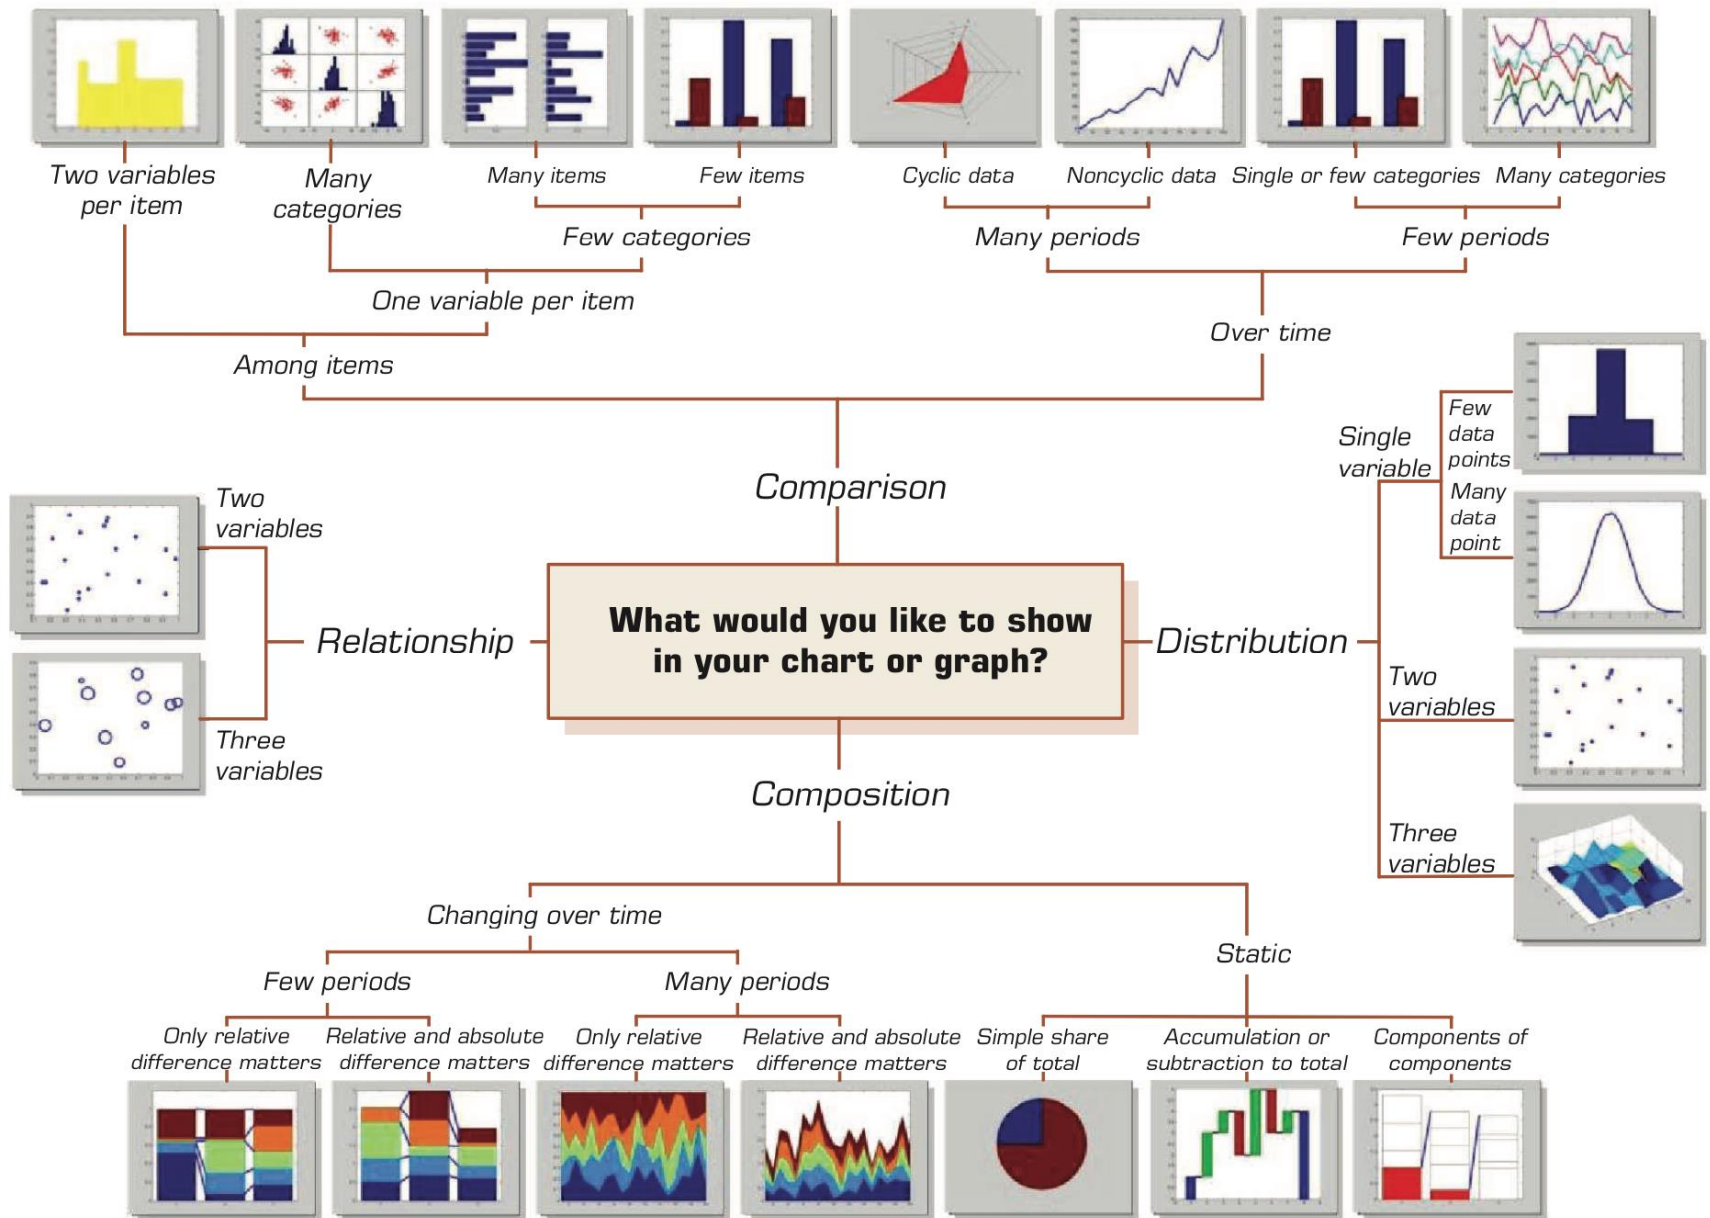 Two variables
per item
Many
categories
Many items
Few items
Cyclic data
Noncyclic data
Single or few categories
Many categories
Few categories
Many periods
Few periods
One variable per item
Among items
Over time
Comparison
Two
variables
Relationship
Three
variables
What would you like to show
in your chart or graph?
Distribution
Single
variable
Few
data
points
Many
data
point
Two
variables
Three
variables
Composition
Changing over time
Few periods
Many periods
Static
Only relative
difference matters
Relative and absolute
difference matters
Only relative
difference matters
Relative and absolute
difference matters
Simple share
of total
Accumulation or
subtraction to total
Components of
components